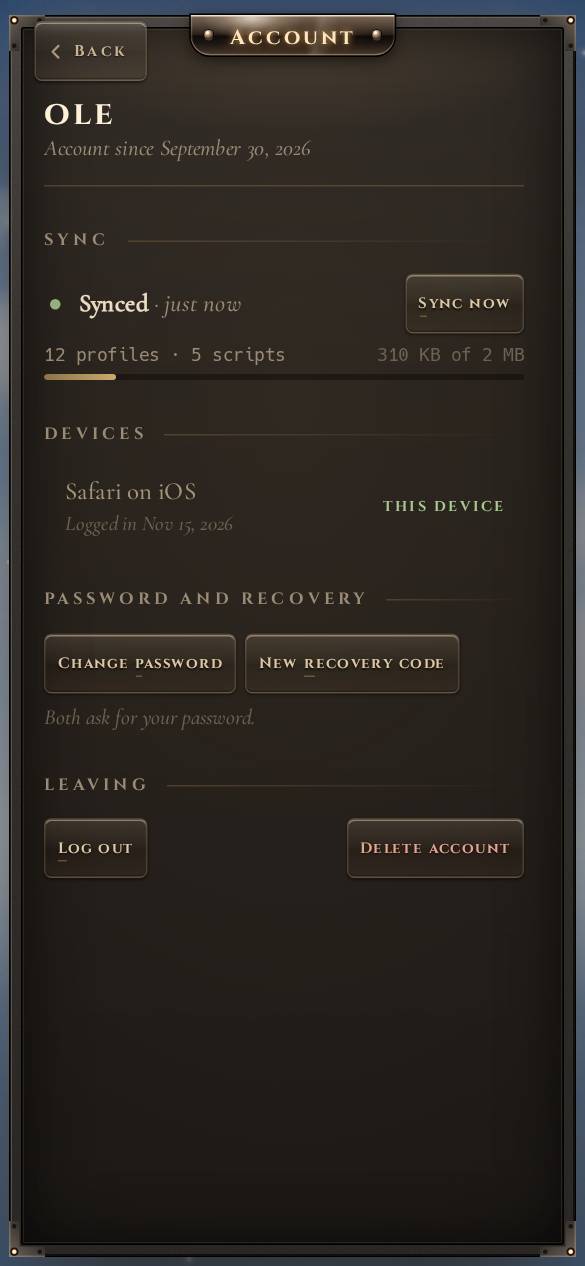 Account
Back
OLE
Account since September 30, 2026
SYNC
Synced · just now
Sync now
12 profiles · 5 scripts
310 KB of 2 MB
DEVICES
Safari on iOS
Logged in Nov 15, 2026
THIS DEVICE
PASSWORD AND RECOVERY
Change password
New recovery code
Both ask for your password.
LEAVING
Log out
Delete account